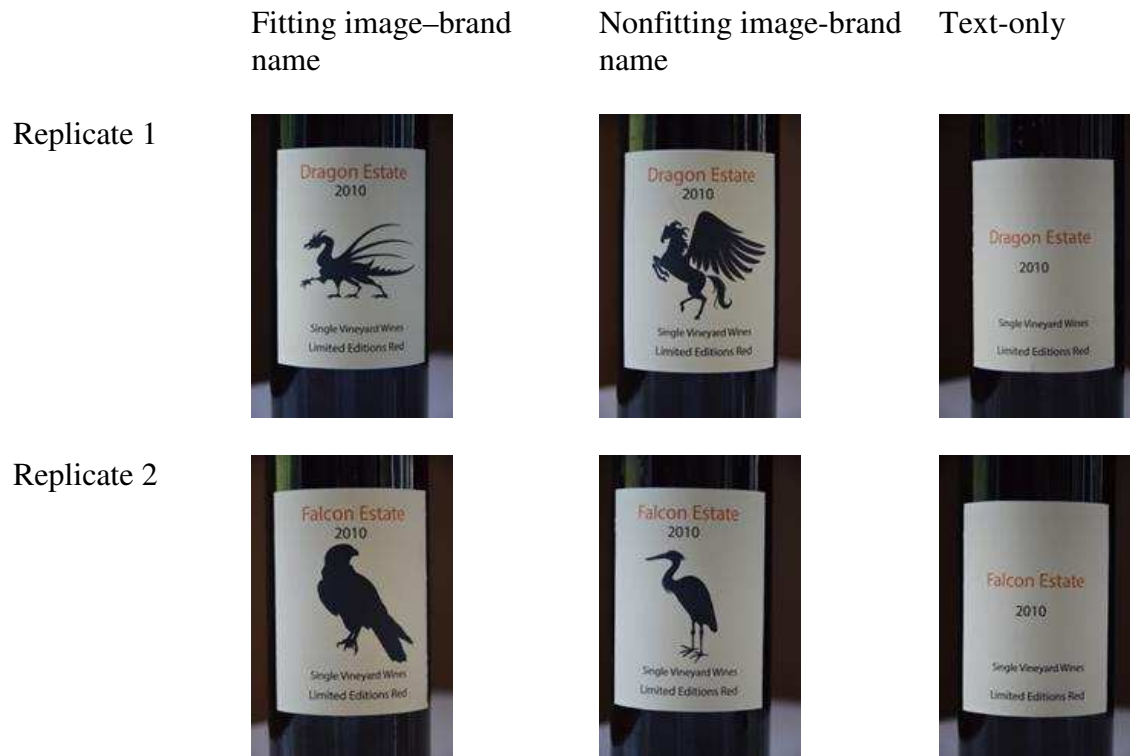 Fitting image–brand name
Nonfitting image-brand name
Text-only
Replicate 1
Dragon Estate
2010
Single Vineyard Wines
Limited Editions Red
Dragon Estate
2010
Single Vineyard Wines
Limited Editions Red
Dragon Estate
2010
Single Vineyard Wines
Limited Editions Red
Replicate 2
Falcon Estate
2010
Single Vineyard Wines
Limited Editions Red
Falcon Estate
2010
Single Vineyard Wines
Limited Editions Red
Falcon Estate
2010
Single Vineyard Wines
Limited Editions Red